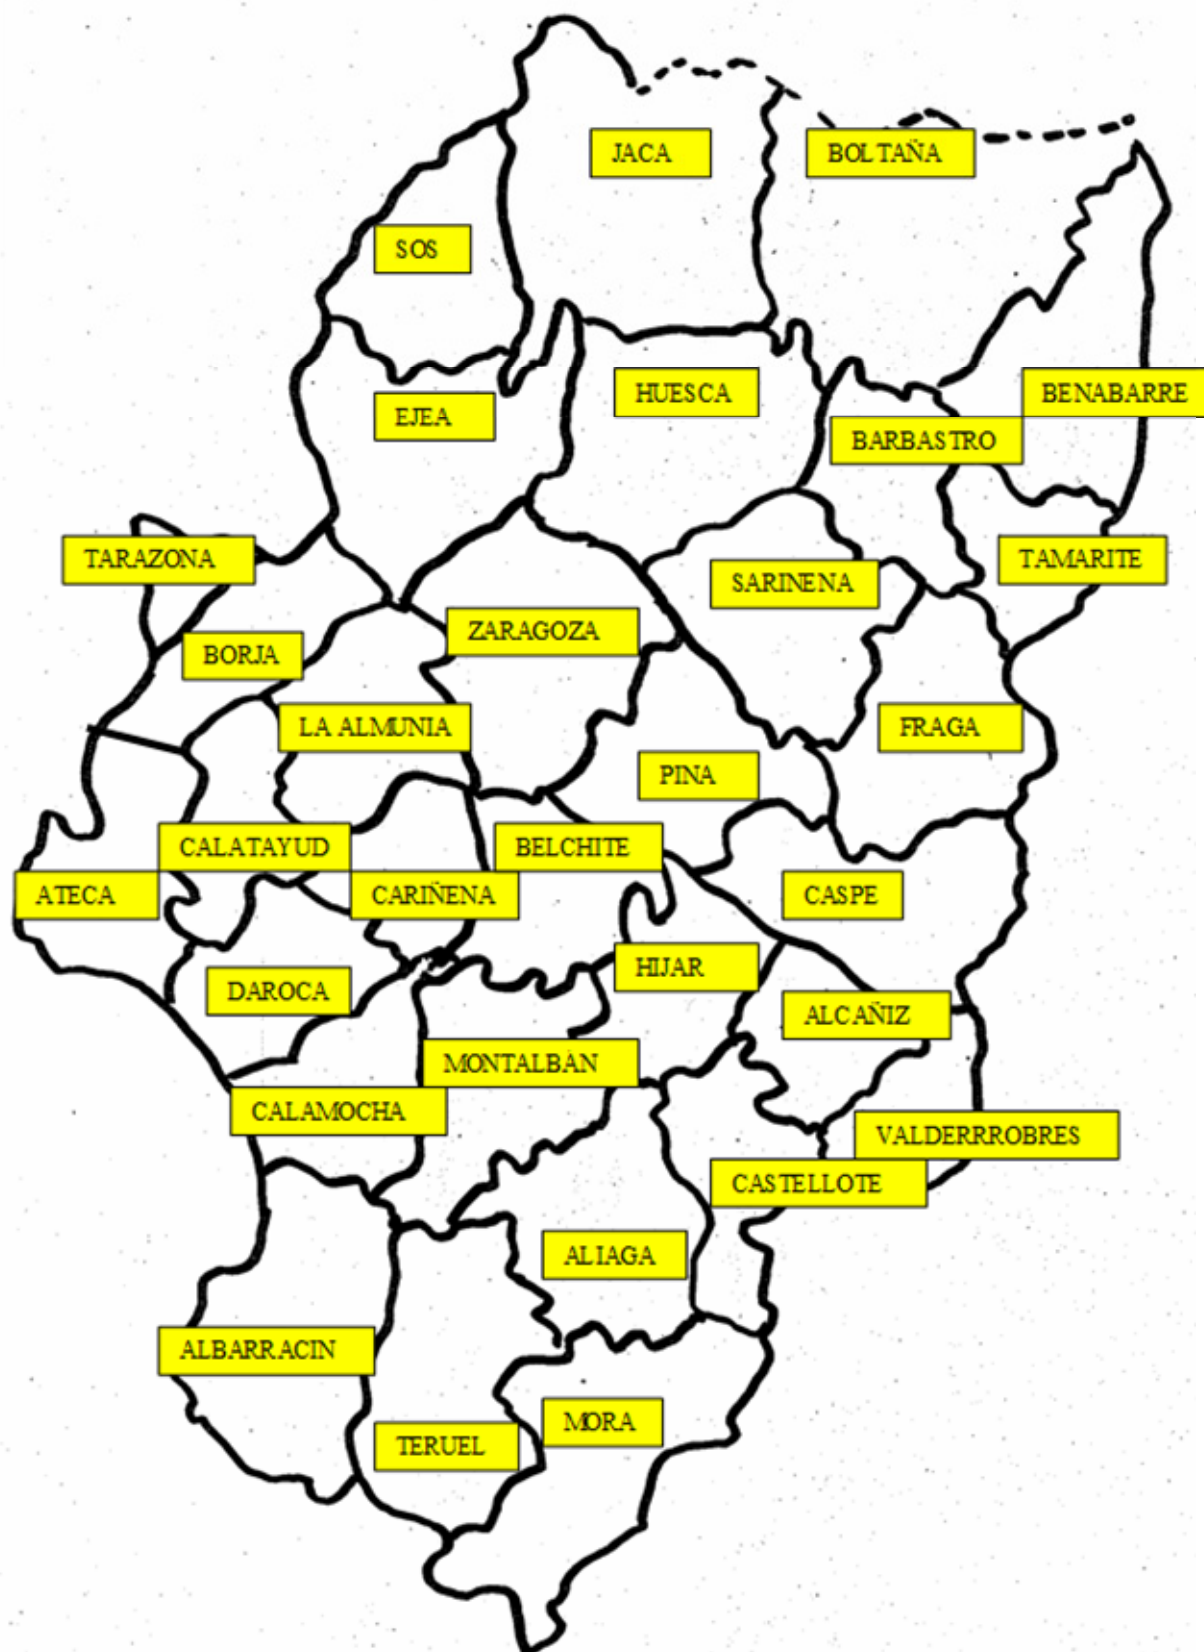 JACA
BOLTAÑA
SOS
HUESCA
BENABARRE
EJEA
BARBASTRO
TARAZONA
TAMARITE
SARINENA
ZARAGOZA
BORJA
LA ALMUNIA
FRAGA
PINA
CALATAYUD
BELCHITE
ATECA
CARIÑENA
CASPE
HIJAR
DAROCA
ALCAÑIZ
MONTALBÀN
CALAMOCHA
VALDERRROBRES
CASTELLOTE
ALIAGA
ALBARRACIN
MORA
TERUEL